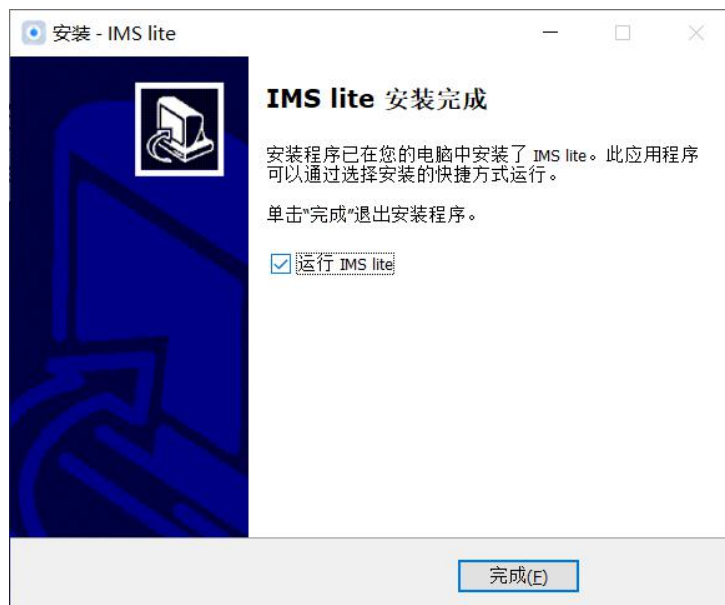 安装 - IMS lite
IMS lite 安装完成
安装程序已在您的电脑中安装了 IMS lite。此应用程序
可以通过选择安装的快捷方式运行。
单击“完成”退出安装程序。
运行 IMS lite
完成(F)